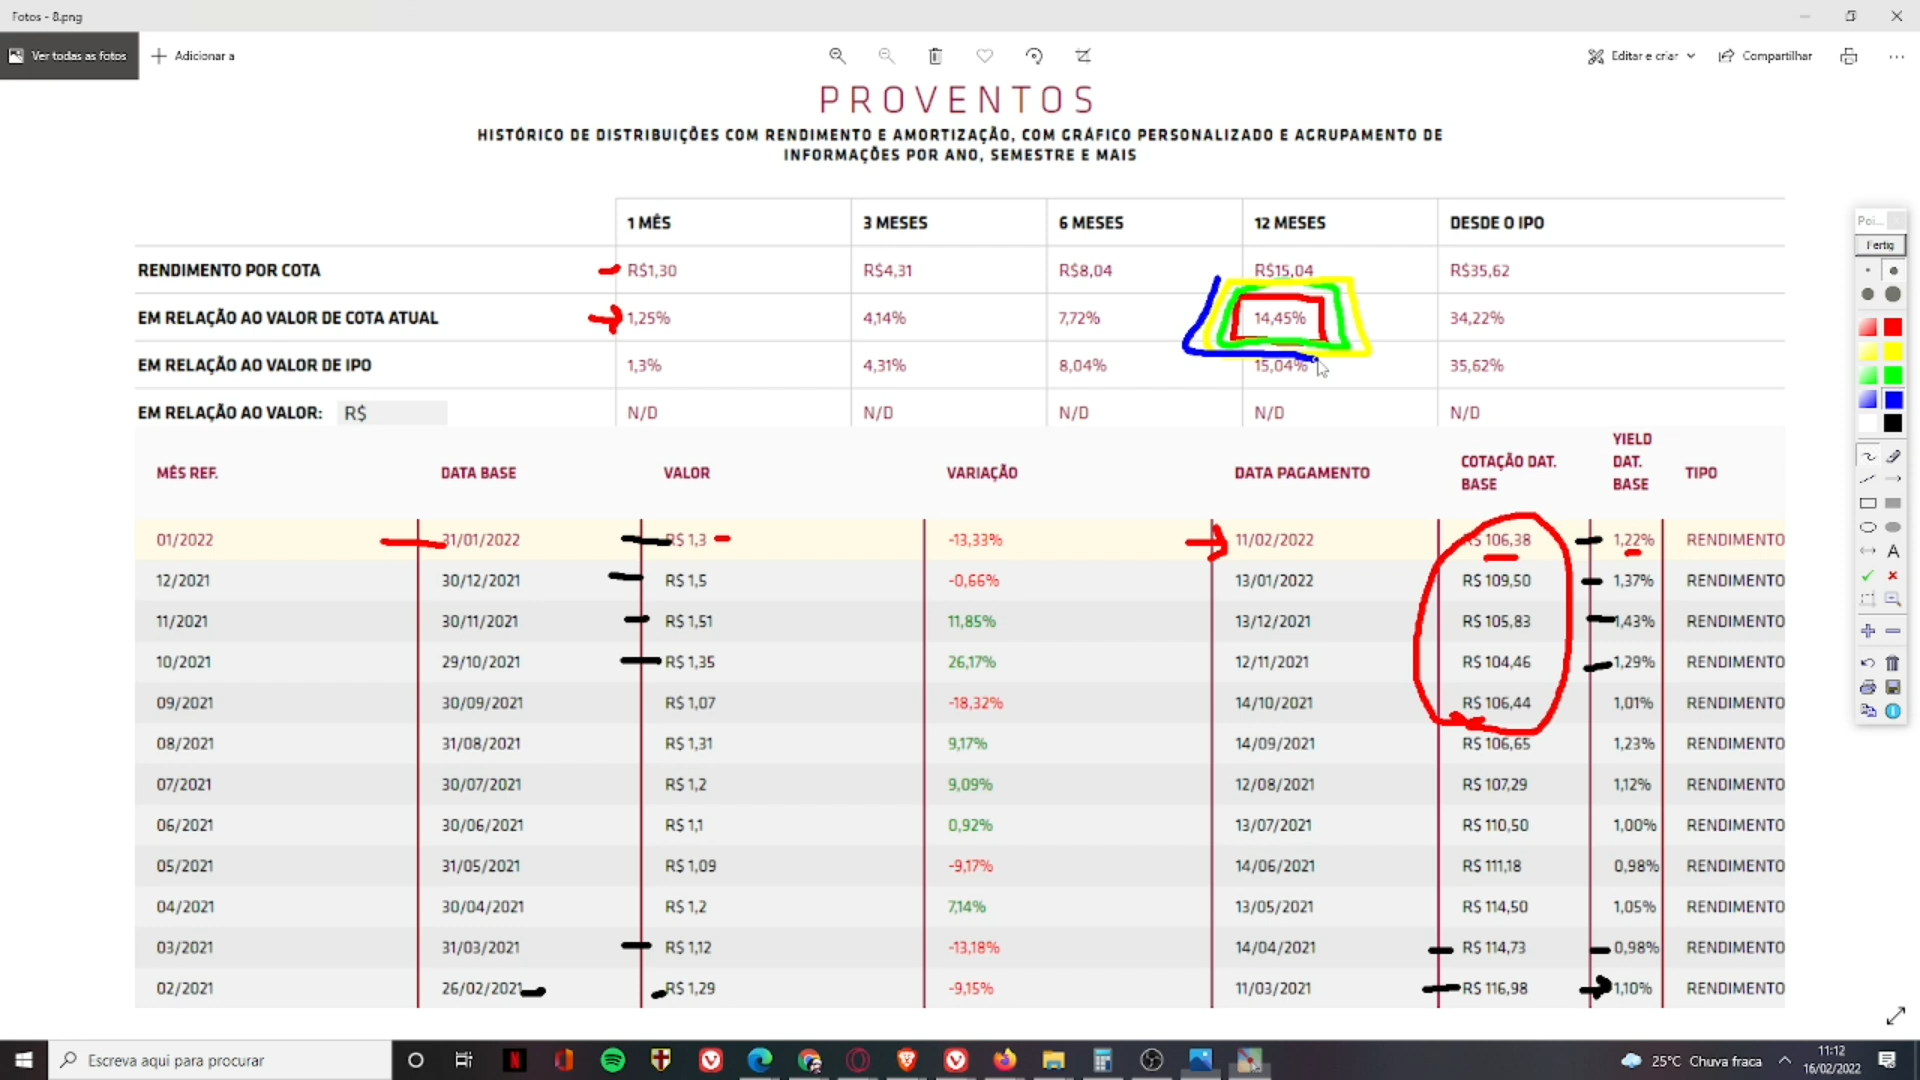 Fotos - 8.png
Ver todas as fotos
Adicionar a
Editar e criar
Compartilhar
PROVENTOS
HISTÓRICO DE DISTRIBUIÇÕES COM RENDIMENTO E AMORTIZAÇÃO, COM GRÁFICO PERSONALIZADO E AGRUPAMENTO DE
INFORMAÇÕES POR ANO, SEMESTRE E MAIS
1 MÊS 3 MESES 6 MESES 12 MESES DESDE O IPO
RENDIMENTO POR COTA R$1,30 R$4,31 R$8,04 R$15,04 R$35,62
EM RELAÇÃO AO VALOR DE COTA ATUAL 1,25% 4,14% 7,72% 14,45% 34,22%
EM RELAÇÃO AO VALOR DE IPO 1,3% 4,31% 8,04% 15,04% 35,62%
EM RELAÇÃO AO VALOR: R$ N/D N/D N/D N/D N/D
MÊS REF. DATA BASE VALOR VARIAÇÃO DATA PAGAMENTO COTAÇÃO DAT. BASE YIELD DAT. BASE TIPO
01/2022 31/01/2022 R$ 1,3 -13,33% 11/02/2022 R$ 106,38 1,22% RENDIMENTO
12/2021 30/12/2021 R$ 1,5 -0,66% 13/01/2022 R$ 109,50 1,37% RENDIMENTO
11/2021 30/11/2021 R$ 1,51 11,85% 13/12/2021 R$ 105,83 1,43% RENDIMENTO
10/2021 29/10/2021 R$ 1,35 26,17% 12/11/2021 R$ 104,46 1,29% RENDIMENTO
09/2021 30/09/2021 R$ 1,07 -18,32% 14/10/2021 R$ 106,44 1,01% RENDIMENTO
08/2021 31/08/2021 R$ 1,31 9,17% 14/09/2021 R$ 106,65 1,23% RENDIMENTO
07/2021 30/07/2021 R$ 1,2 9,09% 12/08/2021 R$ 107,29 1,12% RENDIMENTO
06/2021 30/06/2021 R$ 1,1 0,92% 13/07/2021 R$ 110,50 1,00% RENDIMENTO
05/2021 31/05/2021 R$ 1,09 -9,17% 14/06/2021 R$ 111,18 0,98% RENDIMENTO
04/2021 30/04/2021 R$ 1,2 7,14% 13/05/2021 R$ 114,50 1,05% RENDIMENTO
03/2021 31/03/2021 R$ 1,12 -13,18% 14/04/2021 R$ 114,73 0,98% RENDIMENTO
02/2021 26/02/2021 R$ 1,29 -9,15% 11/03/2021 R$ 116,98 1,10% RENDIMENTO
Poi...
Fertig
A
Escreva aqui para procurar
25°C Chuva fraca
11:12
16/02/2022